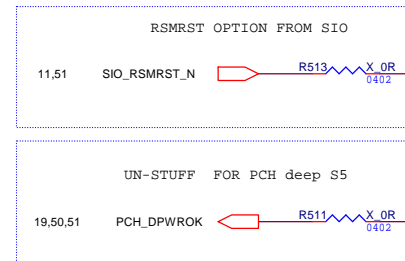 RSMRST OPTION FROM SIO
11,51 SIO_RSMRST_N R513 X_0R
0402
UN-STUFF FOR PCH deep S5
19,50,51 PCH_DPWROK R511 X_0R
0402